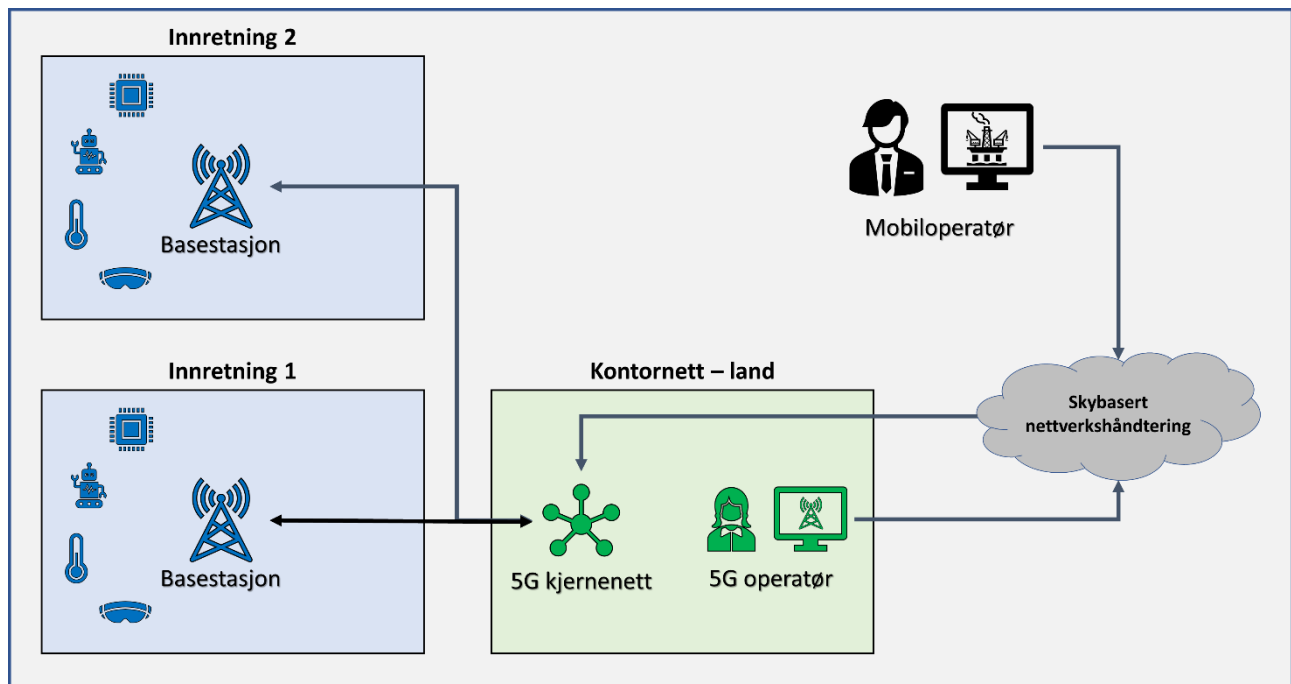 Innretning 2
Basestasjon
Mobiloperatør
Innretning 1
Basestasjon
Kontornett – land
5G kjernenett
5G operatør
Skybasert
nettverkshåndtering